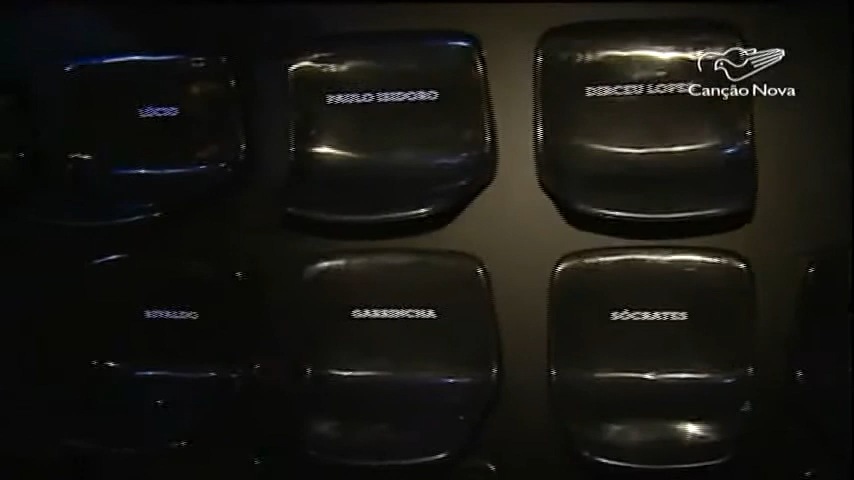 LÚCIO
PAULO ISIDORO
DIRCEU LOPES
Canção Nova
RIVALDO
GARRINCHA
SÓCRATES